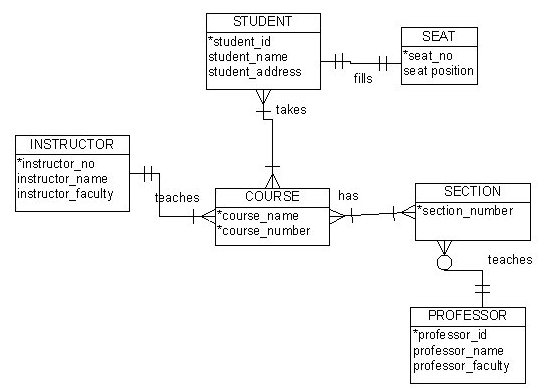 STUDENT
*student_id
student_name
student_address
SEAT
*seat_no
seat position
fills
takes
INSTRUCTOR
*instructor_no
instructor_name
instructor_faculty
teaches
COURSE
*course_name
*course_number
has
SECTION
*section_number
teaches
PROFESSOR
*professor_id
professor_name
professor_faculty